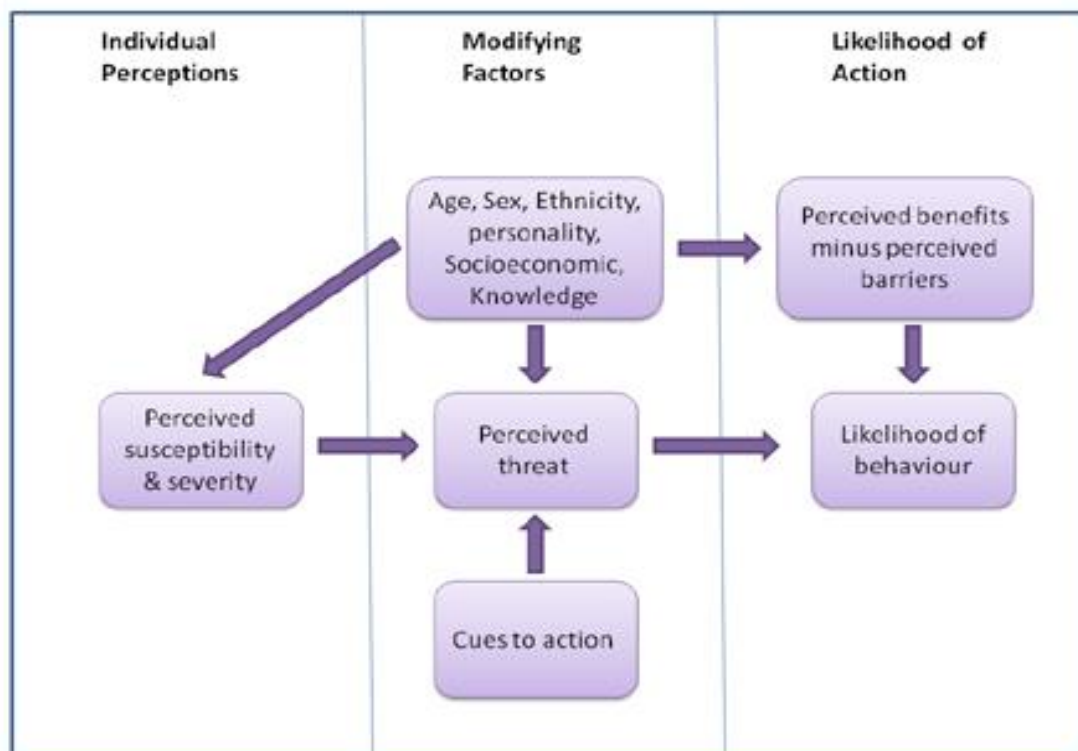 Individual
Perceptions
Modifying
Factors
Likelihood of
Action
Age, Sex, Ethnicity,
personality,
Socioeconomic,
Knowledge
Perceived benefits
minus perceived
barriers
Perceived
susceptibility
& severity
Perceived
threat
Likelihood of
behaviour
Cues to action